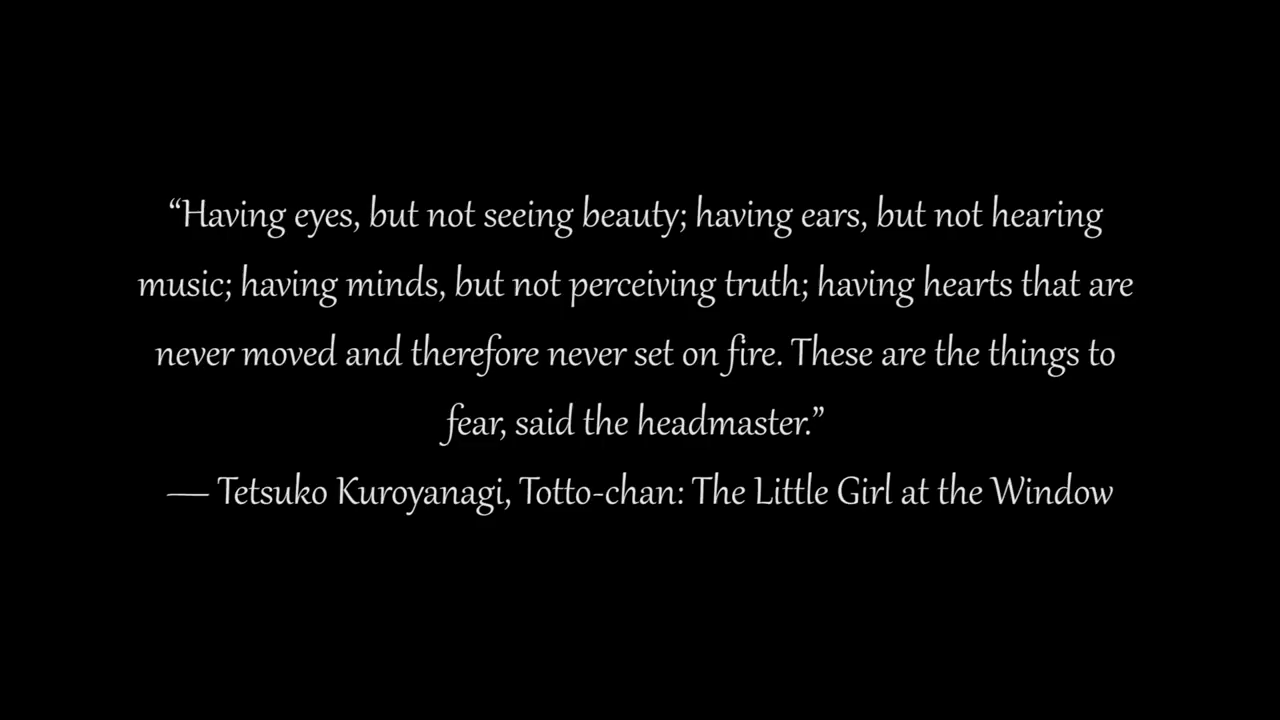 “Having eyes, but not seeing beauty; having ears, but not hearing
music; having minds, but not perceiving truth; having hearts that are
never moved and therefore never set on fire. These are the things to
fear, said the headmaster.”
— Tetsuko Kuroyanagi, Totto-chan: The Little Girl at the Window